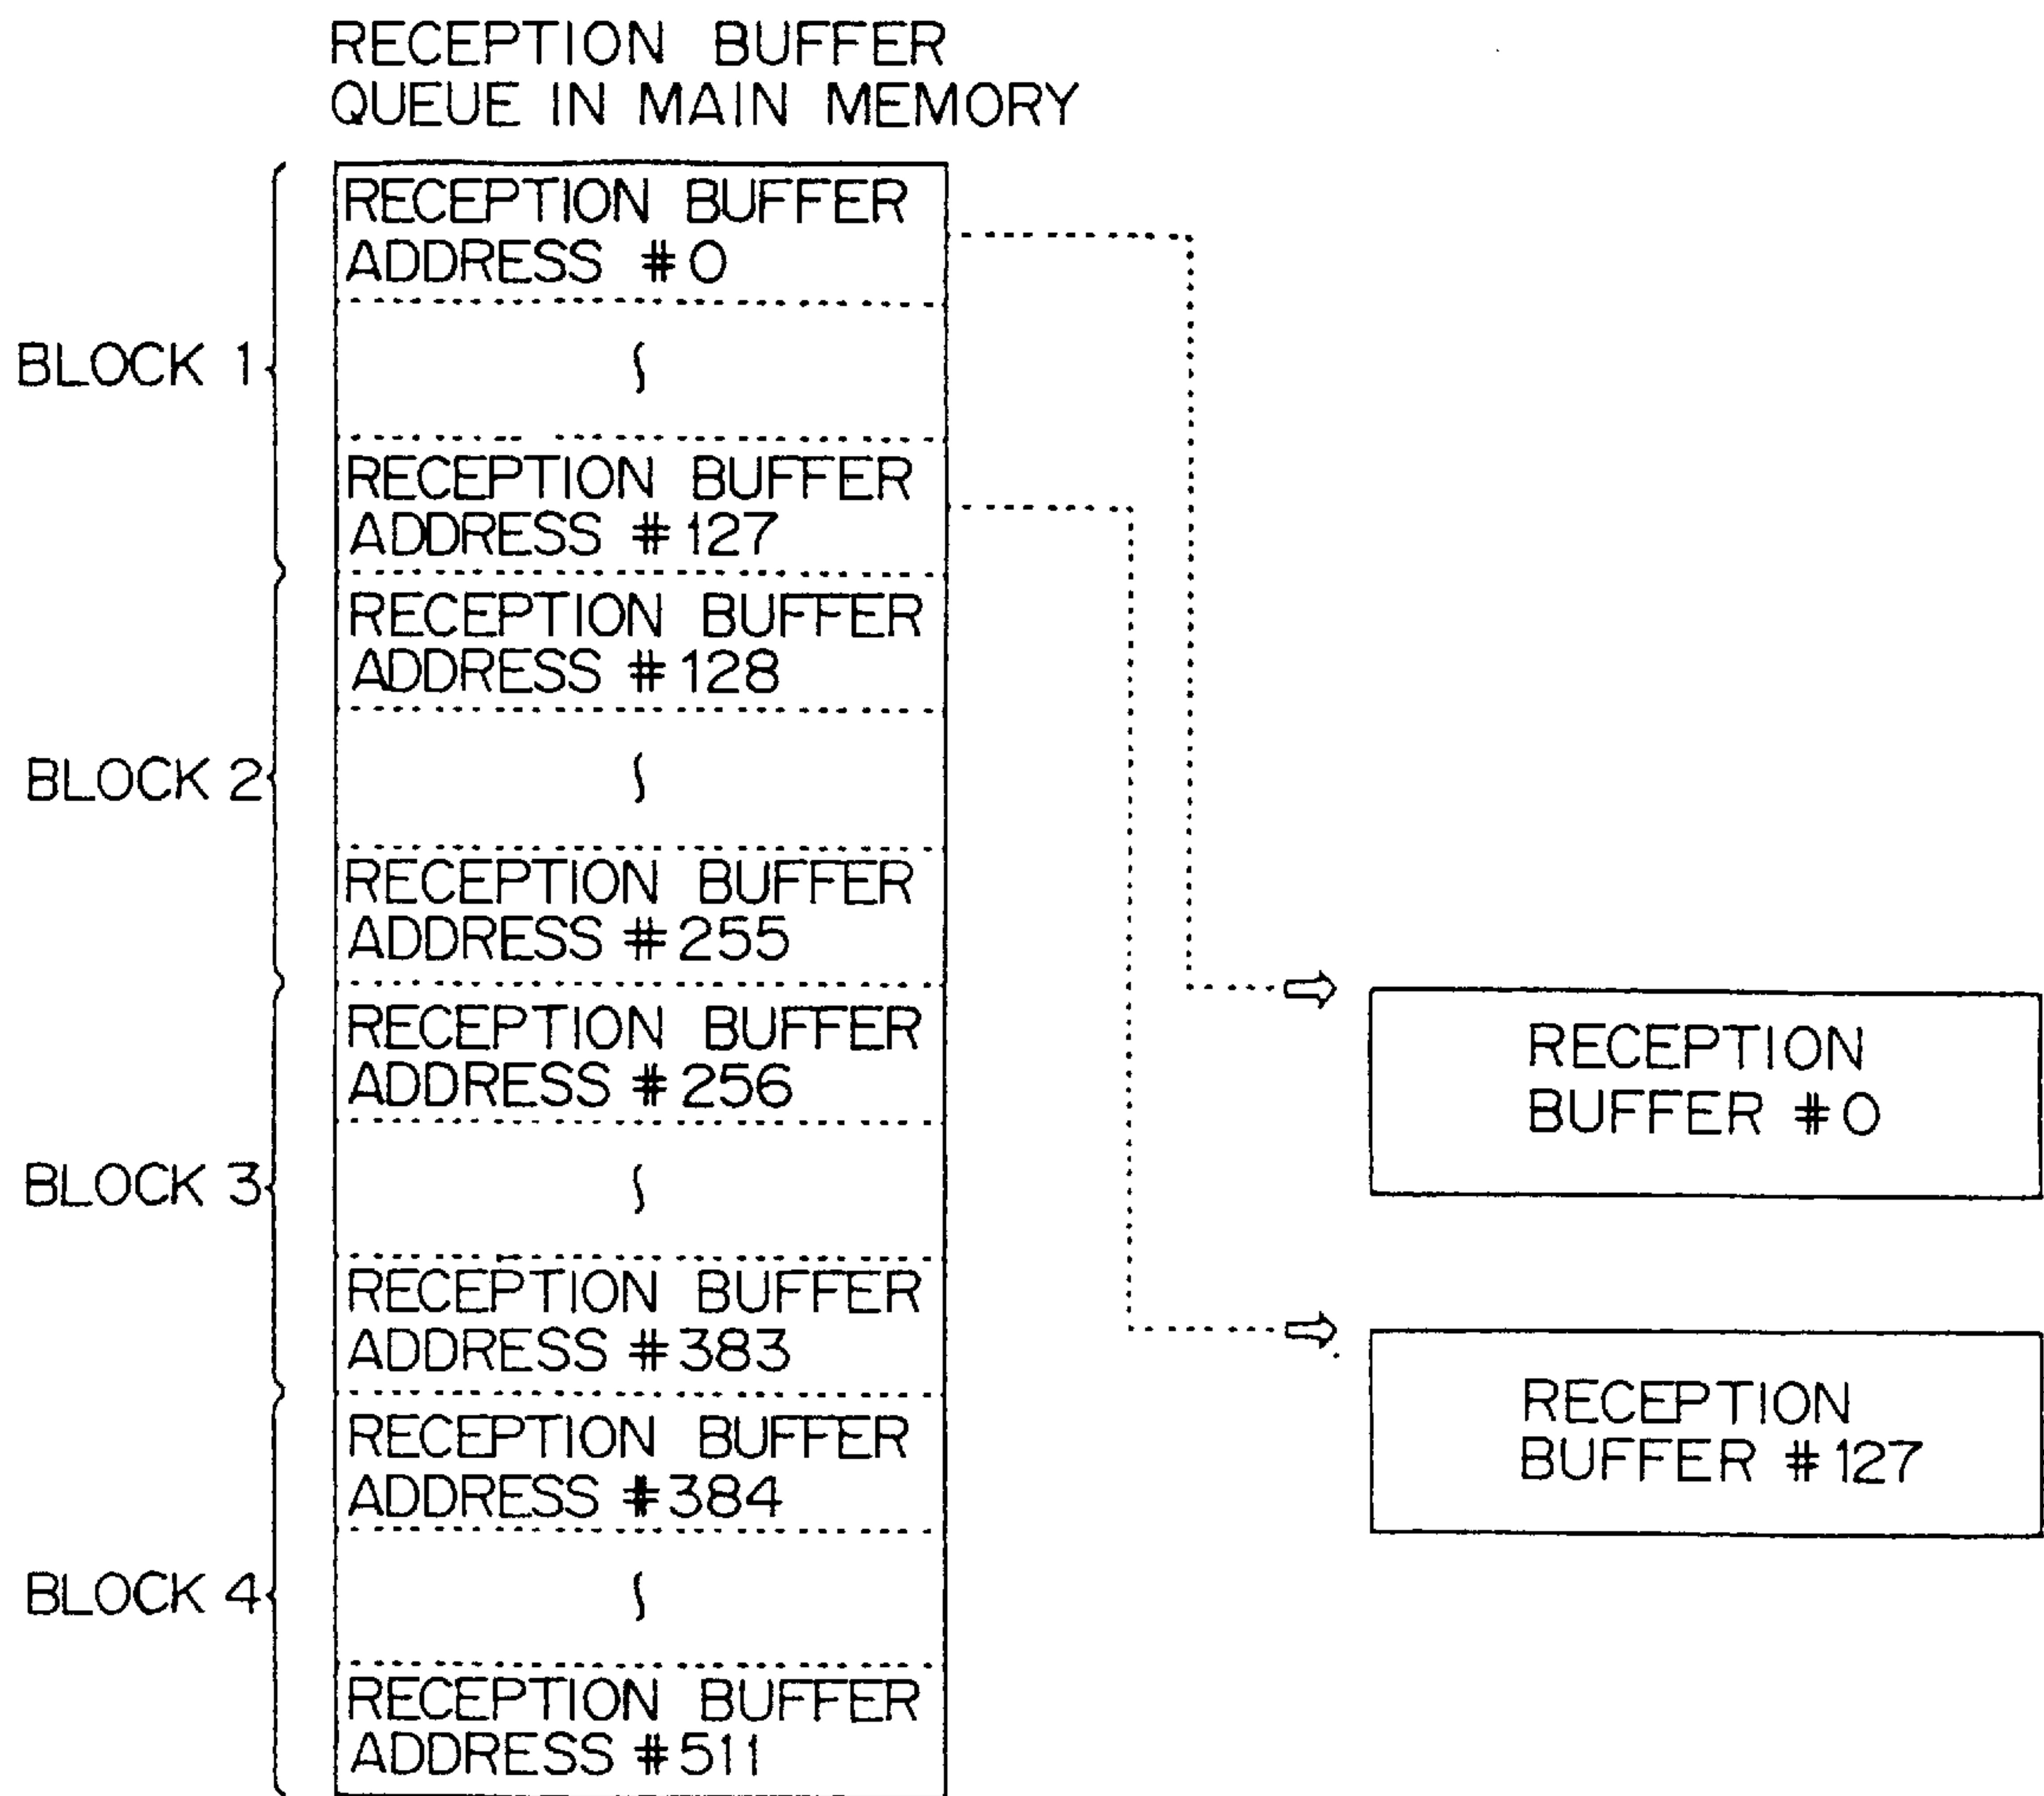 RECEPTION BUFFER
QUEUE IN MAIN MEMORY
BLOCK 1
RECEPTION BUFFER
ADDRESS #0
RECEPTION BUFFER
ADDRESS #127
BLOCK 2
RECEPTION BUFFER
ADDRESS #128
RECEPTION BUFFER
ADDRESS #255
BLOCK 3
RECEPTION BUFFER
ADDRESS #256
RECEPTION BUFFER
ADDRESS #383
BLOCK 4
RECEPTION BUFFER
ADDRESS #384
RECEPTION BUFFER
ADDRESS #511
RECEPTION
BUFFER #0
RECEPTION
BUFFER #127